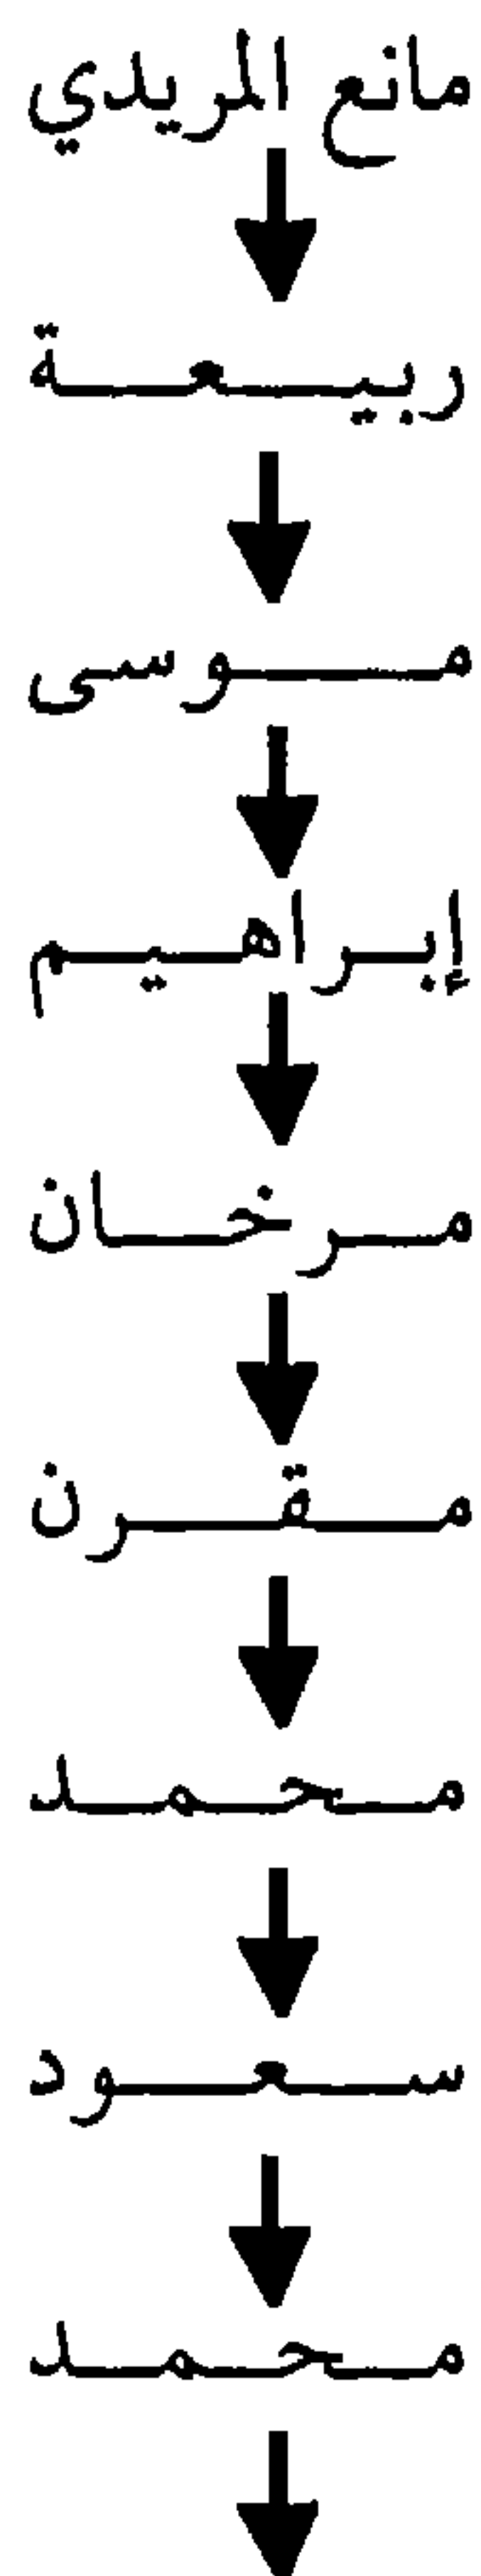 مانع المريدي
ربيعة
موسى
إبراهيم
مرخان
مقرن
محمد
سعود
محمد